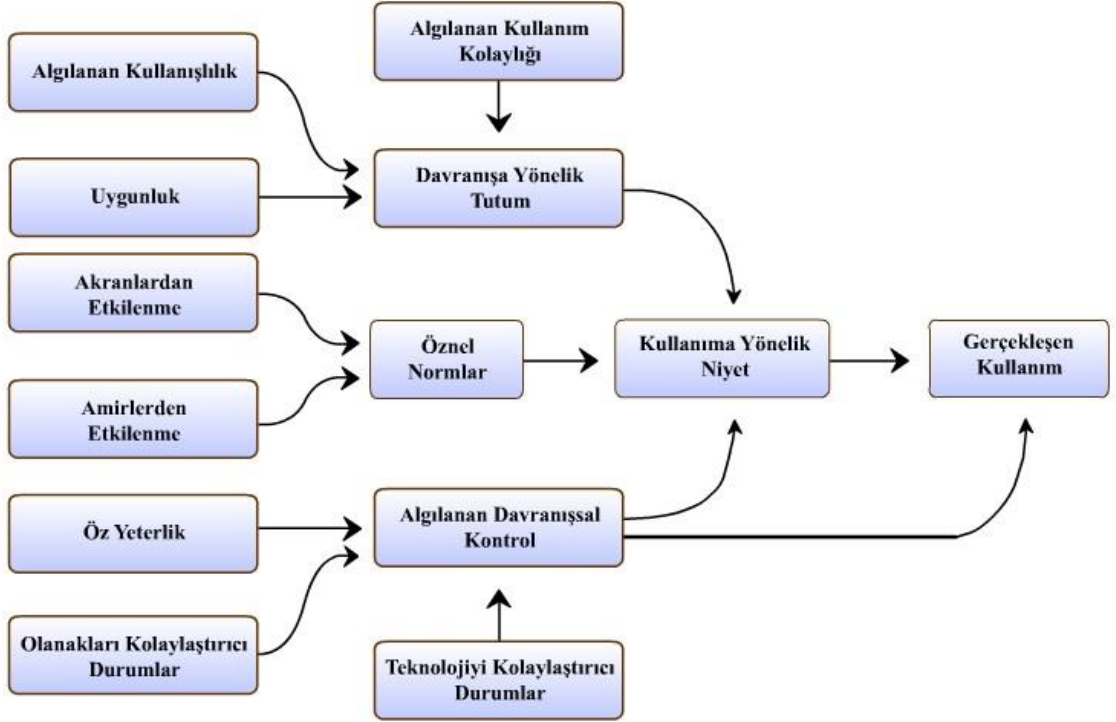 Algılanan Kullanım
Kolaylığı
Algılanan Kullanışlılık
Davranışa Yönelik
Tutum
Uygunluk
Akranlardan
Etkilenme
Öznel
Normlar
Kullanıma Yönelik
Niyet
Gerçekleşen
Kullanım
Amirlerden
Etkilenme
Öz Yeterlik
Algılanan Davranışsal
Kontrol
Olanakları Kolaylaştırıcı
Durumlar
Teknolojiyi Kolaylaştırıcı
Durumlar